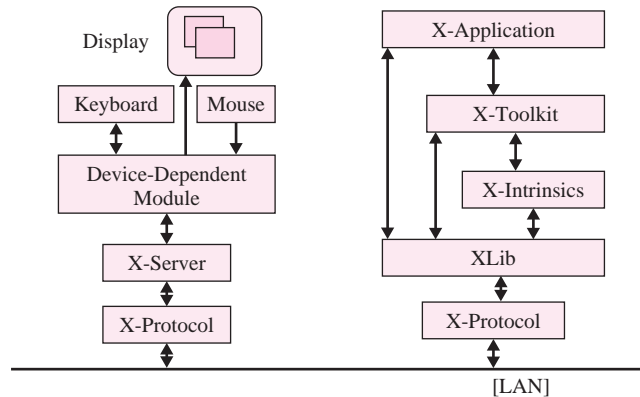 Display
X-Application
Keyboard
Mouse
X-Toolkit
Device-Dependent
Module
X-Intrinsics
X-Server
XLib
X-Protocol
X-Protocol
[LAN]